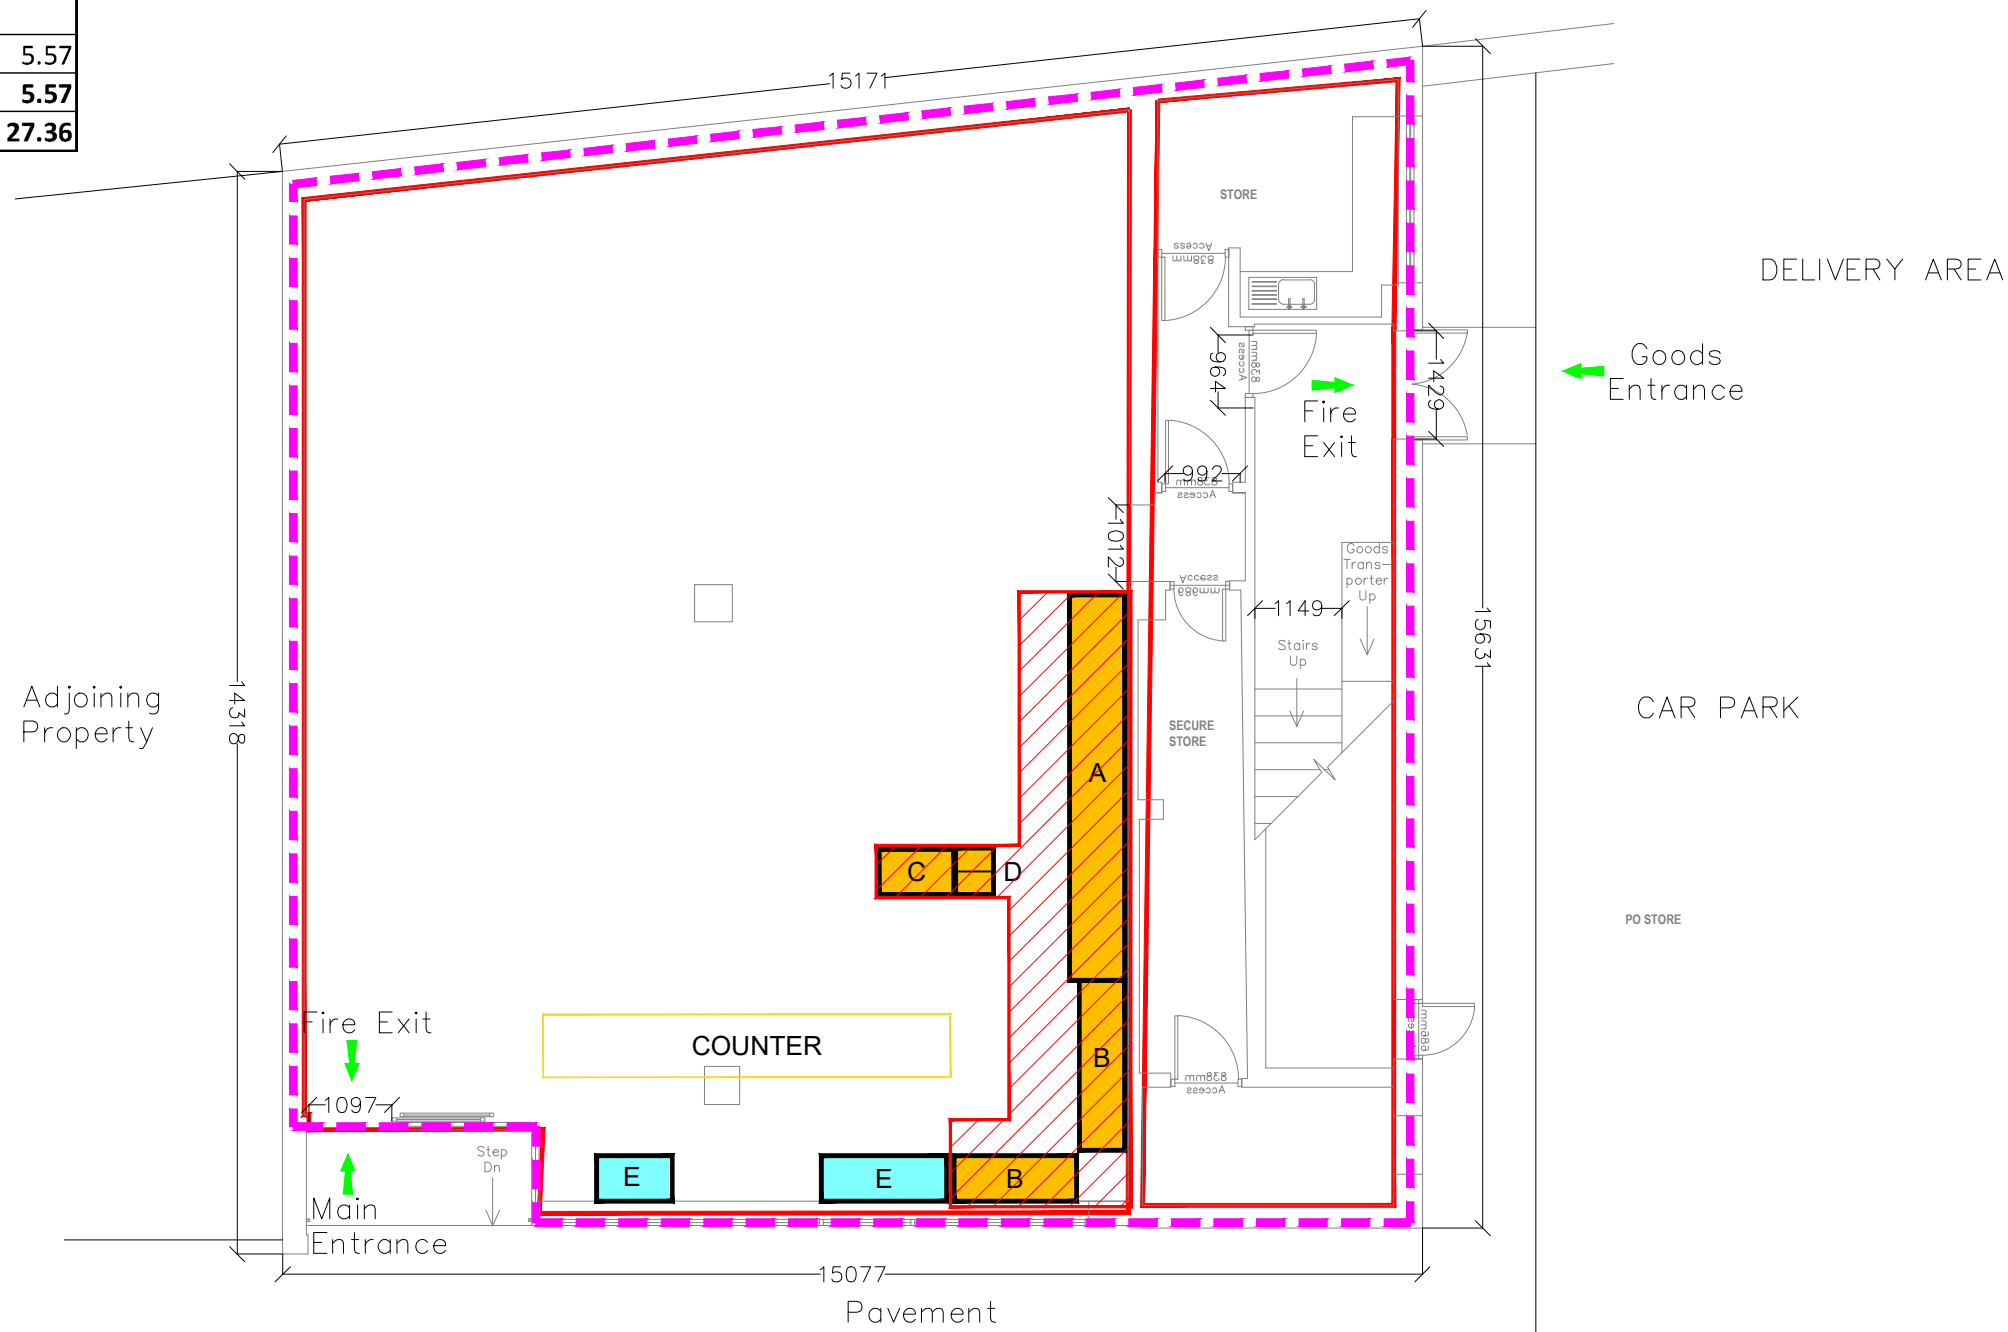 5.57
5.57
27.36
15171
STORE
Access
838mm
DELIVERY AREA
Goods
Entrance
964
Access
838mm
1429
Fire
Exit
992
838mm
Access
1012
Goods
Trans-
porter
Up
Access
686mm
1149
15631
Stairs
Up
Adjoining
Property
14318
CAR PARK
SECURE
STORE
A
C
D
PO STORE
Fire Exit
COUNTER
B
838mm
Access
1097
Step
Dn
E
E
B
Main
Entrance
15077
Pavement